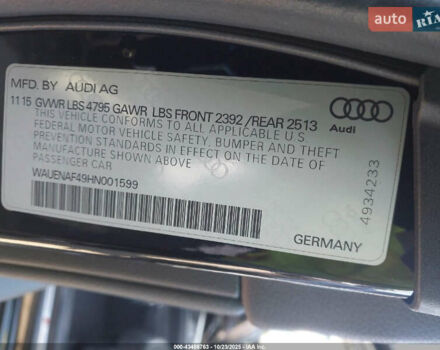 RIA
MFD. BY AUDI AG
11 15 GVWR LBS 4795 GAWR LBS FRONT 2392 /REAR 2513
THIS VEHICLE CONFORMS TO ALL APPLICABLE U.S.
FEDERAL MOTOR VEHICLE SAFETY, BUMPER AND THEFT
PREVENTION STANDARDS IN EFFECT ON THE DATE
OF MANUFACTURE SHOWN ABOVE
PASSENGER CAR
WAUENAF49HN001599
Audi
4934233
GERMANY
000-43488763 - 10/23/2025 - IAA Inc.